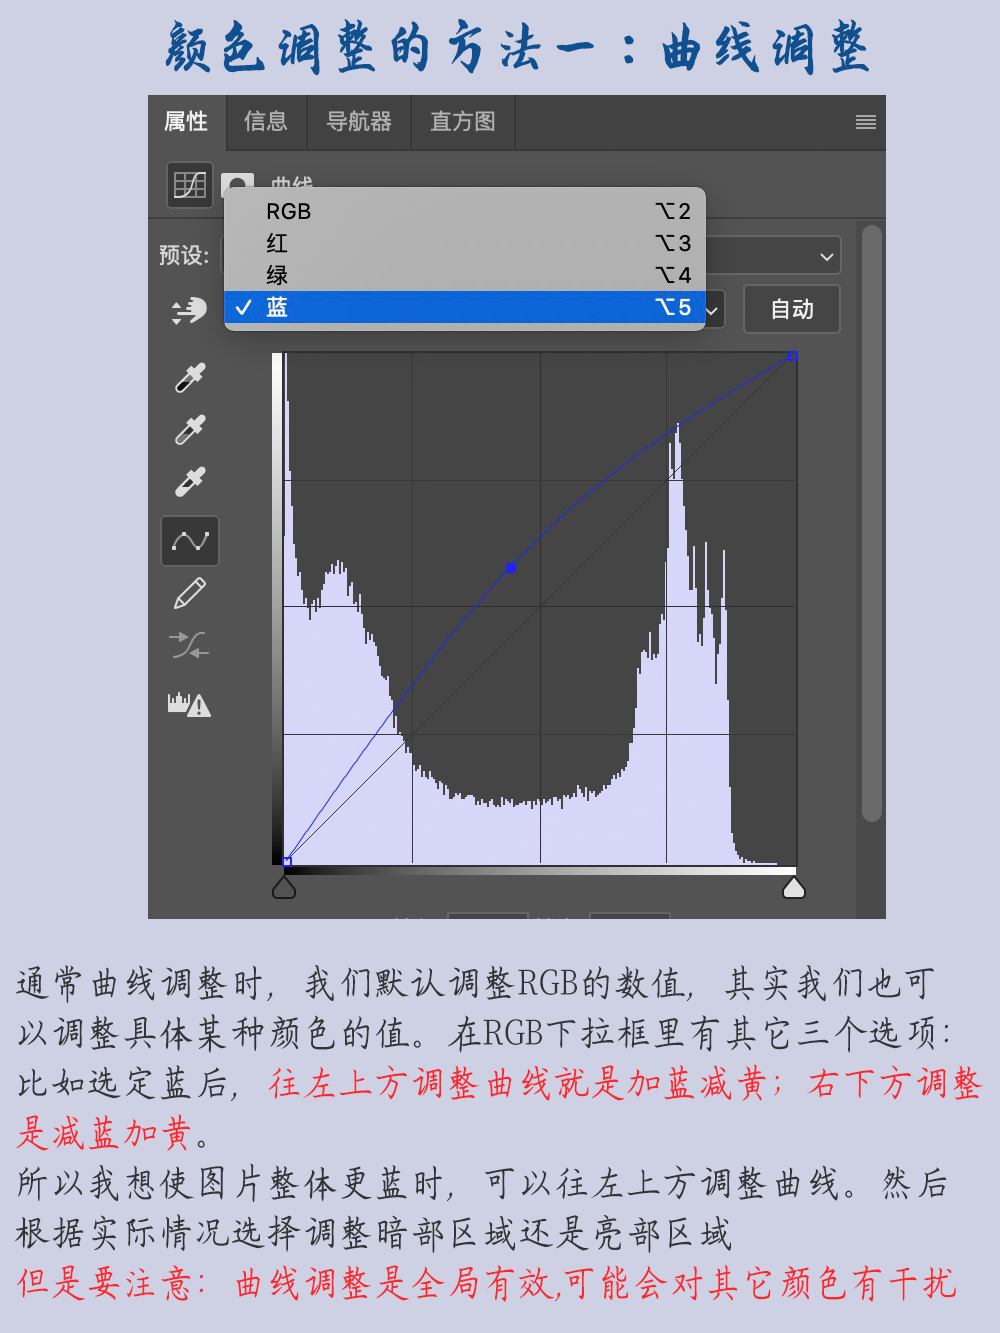 颜色调整的方法一：曲线调整
属性 信息 导航器 直方图
曲线
RGB ⌥2
红 ⌥3
绿 ⌥4
✓ 蓝 ⌥5
预设:
自动
通常曲线调整时，我们默认调整RGB的数值，其实我们也可
以调整具体某种颜色的值。在RGB下拉框里有其它三个选项：
比如选定蓝后，往左上方调整曲线就是加蓝减黄；右下方调整
是减蓝加黄。
所以我想使图片整体更蓝时，可以往左上方调整曲线。然后
根据实际情况选择调整暗部区域还是亮部区域
但是要注意：曲线调整是全局有效,可能会对其它颜色有干扰